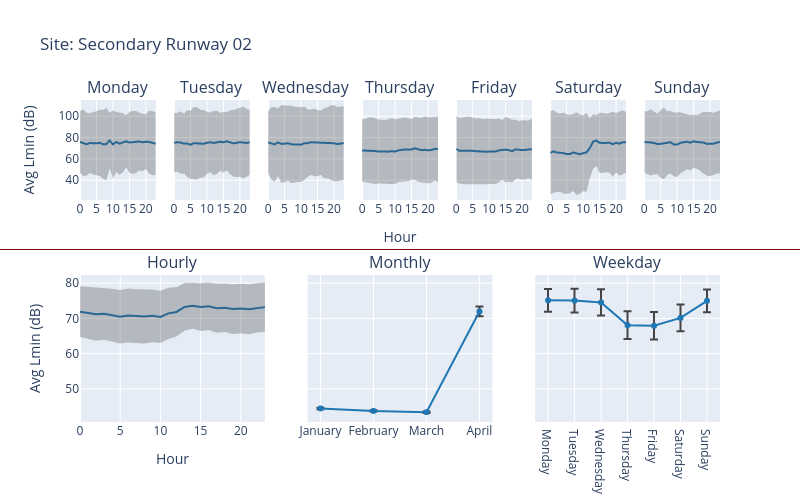 Site: Secondary Runway 02
Monday Tuesday Wednesday Thursday Friday Saturday Sunday
Avg Lmin (dB)
100
80
60
40
0 5 10 15 20 0 5 10 15 20 0 5 10 15 20 0 5 10 15 20 0 5 10 15 20 0 5 10 15 20 0 5 10 15 20
Hour
Hourly Monthly Weekday
Avg Lmin (dB)
80
70
60
50
0 5 10 15 20
Hour
January February March April
Monday
Tuesday
Wednesday
Thursday
Friday
Saturday
Sunday